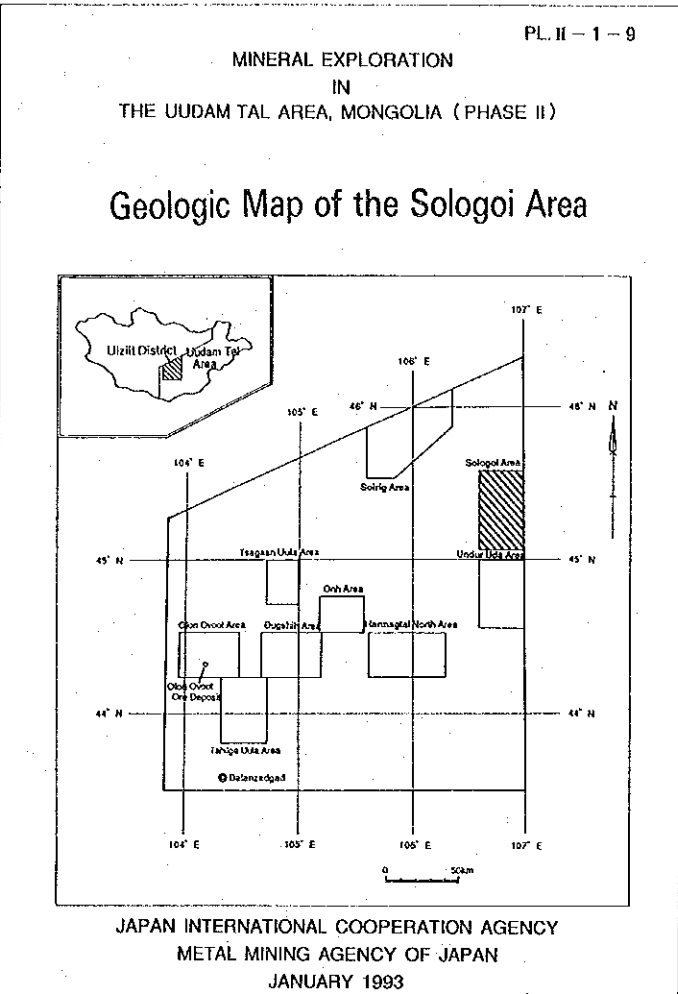 PL. II - 1 - 9
MINERAL EXPLORATION
IN
THE UUDAM TAL AREA, MONGOLIA ( PHASE II )
Geologic Map of the Sologoi Area
Ulziit District
Uudam Tal
Area
107° E
106° E
105° E
104° E
46° N
46° N
N
Sologoi Area
Soirig Area
45° N
Tsagaan Uula Area
Undur Uda Area
45° N
Onh Area
Olon Ovoot Area
Dugshih Area
Hannagtal North Area
Olon Ovoot
Ore Deposit
44° N
44° N
Uula Area
Dalanzadgad
104° E
105° E
106° E
107° E
0
50km
JAPAN INTERNATIONAL COOPERATION AGENCY
METAL MINING AGENCY OF JAPAN
JANUARY 1993